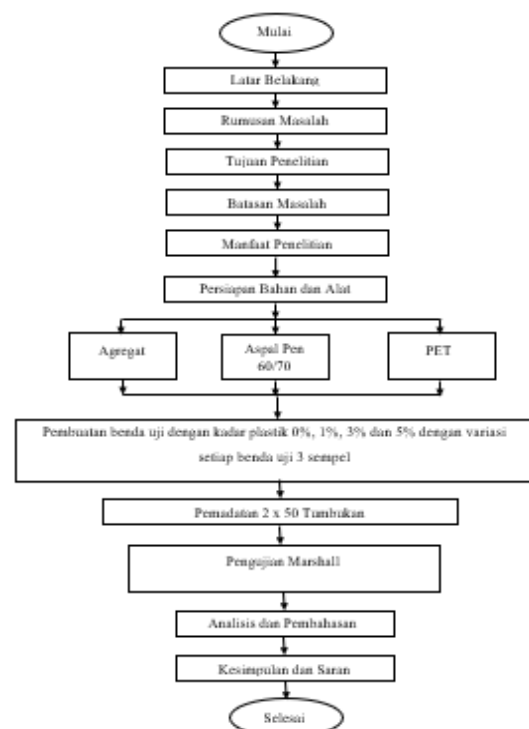 Mulai
Latar Belakang
Rumusan Masalah
Tujuan Penelitian
Batasan Masalah
Manfaat Penelitian
Persiapan Bahan dan Alat
Agregat
Aspal Pen
60/70
PET
Pembuatan benda uji dengan kadar plastik 0%, 1%, 3% dan 5% dengan variasi
setiap benda uji 3 sempel
Pemadatan 2 x 50 Tumbukan
Pengujian Marshall
Analisis dan Pembahasan
Kesimpulan dan Saran
Selesai